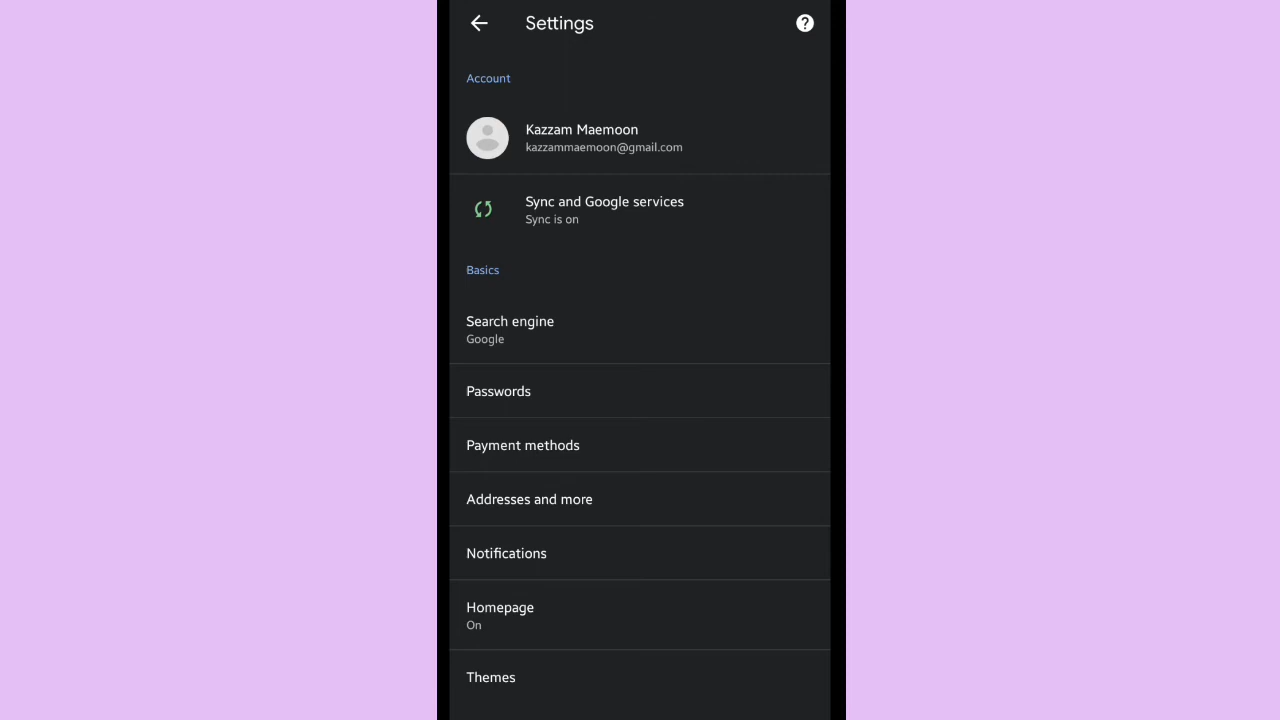 Settings
Account
Kazzam Maemoon
kazzammaemoon@gmail.com
Sync and Google services
Sync is on
Basics
Search engine
Google
Passwords
Payment methods
Addresses and more
Notifications
Homepage
On
Themes